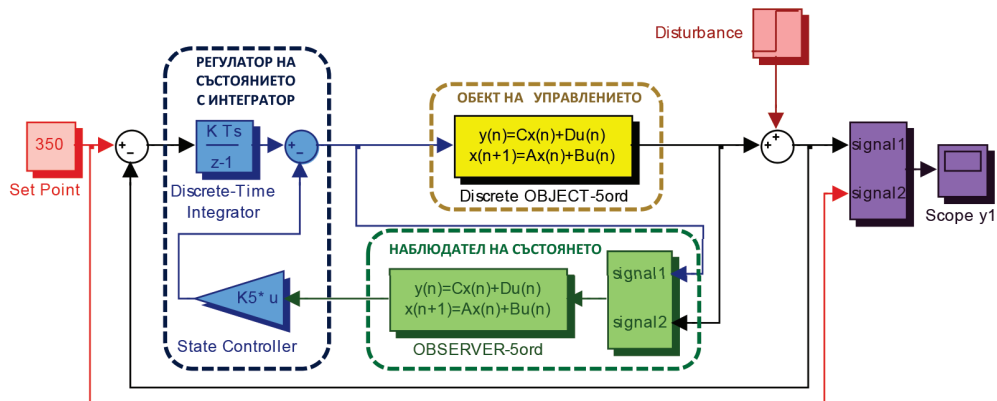 Disturbance
РЕГУЛАТОР НА
СЪСТОЯНИЕТО
С ИНТЕГРАТОР
ОБЕКТ НА УПРАВЛЕНИЕТО
350
Set Point
K Ts
z-1
Discrete-Time
Integrator
y(n)=Cx(n)+Du(n)
x(n+1)=Ax(n)+Bu(n)
Discrete OBJECT-5ord
signal1
signal2
Scope y1
НАБЛЮДАТЕЛ НА СЪСТОЯНЕТО
signal1
signal2
y(n)=Cx(n)+Du(n)
x(n+1)=Ax(n)+Bu(n)
OBSERVER-5ord
K5* u
State Controller